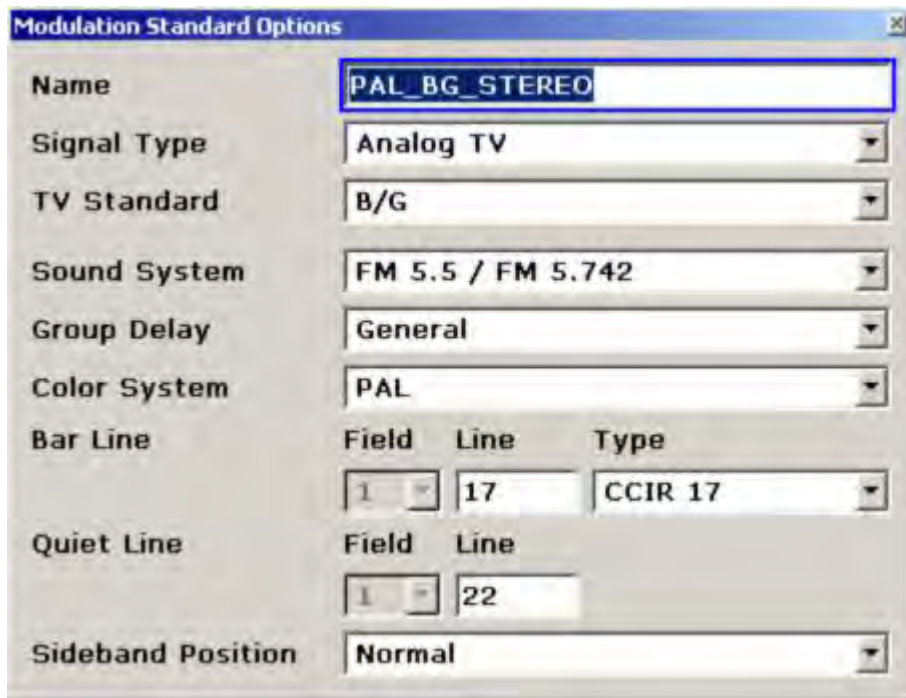 Modulation Standard Options
Name PAL_BG_STEREO
Signal Type Analog TV
TV Standard B/G
Sound System FM 5.5 / FM 5.742
Group Delay General
Color System PAL
Bar Line Field Line Type
1 17 CCIR 17
Quiet Line Field Line
1 22
Sideband Position Normal